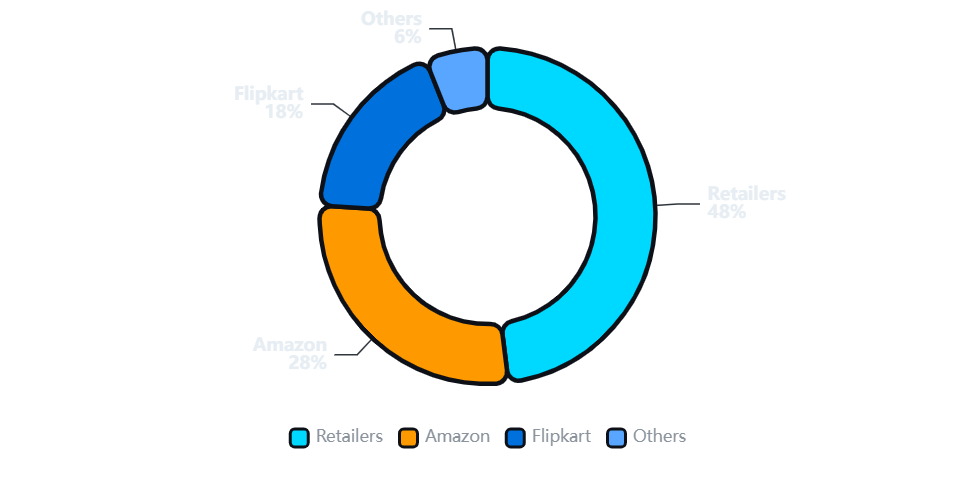 Others
6%
Flipkart
18%
Retailers
48%
Amazon
28%
Retailers Amazon Flipkart Others